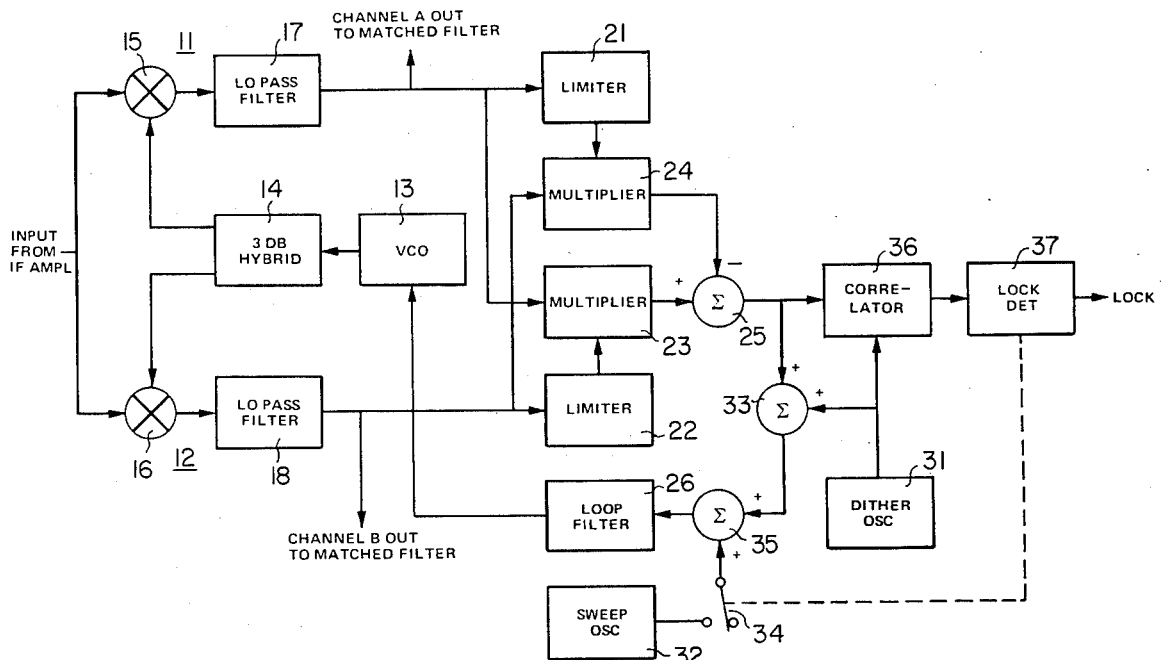 CHANNEL A OUT
TO MATCHED FILTER
15
11
17
LO PASS
FILTER
21
LIMITER
24
MULTIPLIER
14
3 DB
HYBRID
13
VCO
INPUT
FROM
IF AMPL
MULTIPLIER
23
+
−
Σ
25
36
CORRE-
LATOR
37
LOCK
DET
LOCK
LIMITER
22
+
33
Σ
+
16
12
LO PASS
FILTER
18
31
DITHER
OSC
26
LOOP
FILTER
+
Σ
35
+
CHANNEL B OUT
TO MATCHED FILTER
SWEEP
OSC
32
34